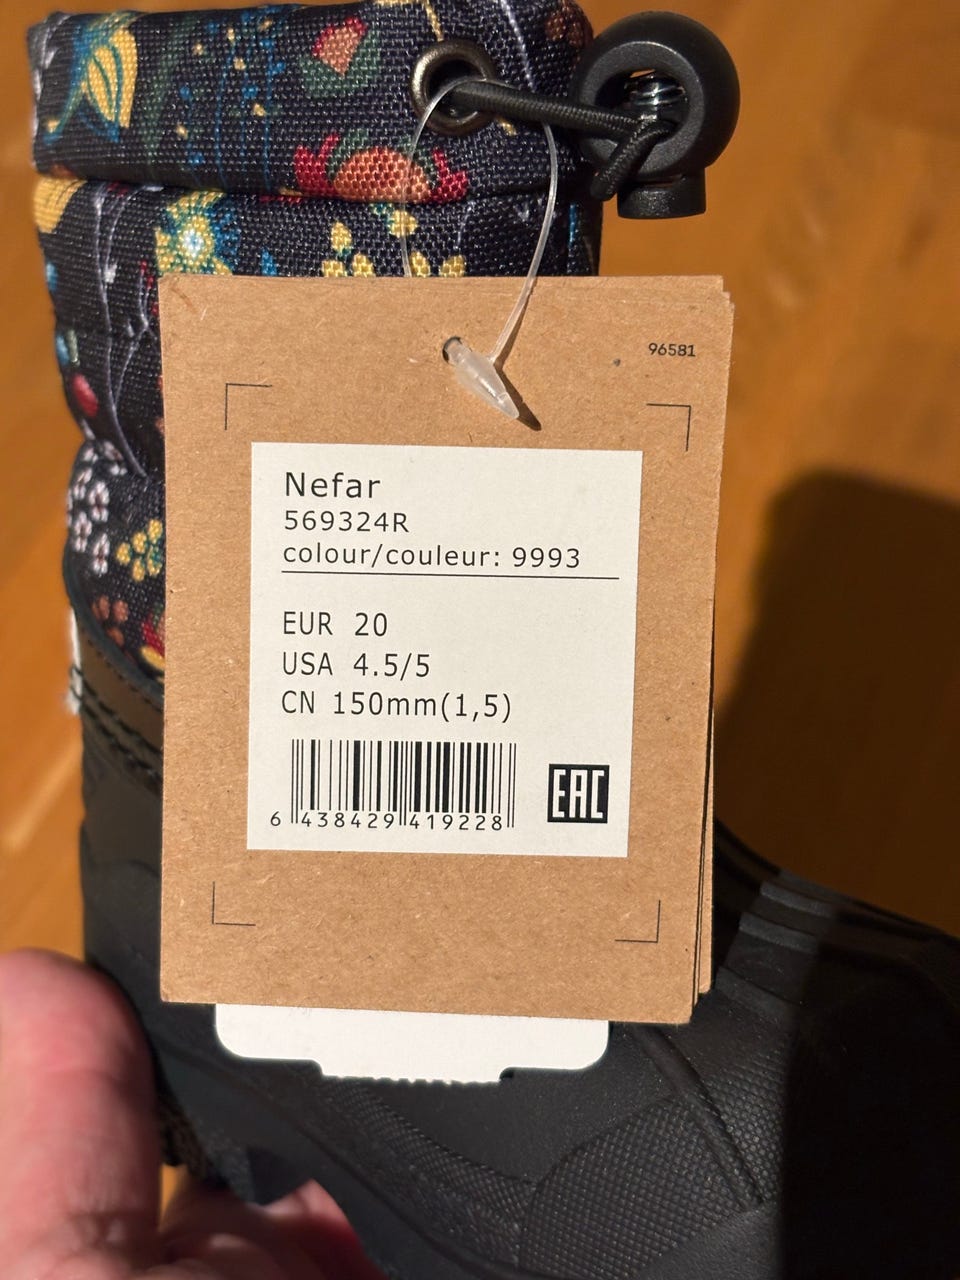 96581
Nefar
569324R
colour/couleur: 9993
EUR 20
USA 4.5/5
CN 150mm(1,5)
6 438429 419228
EAC